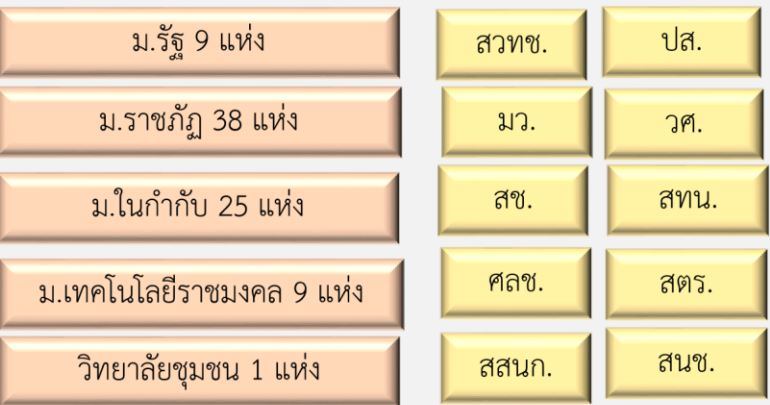 ม.รัฐ 9 แห่ง
สวทช.
ปส.
ม.ราชภัฏ 38 แห่ง
มว.
วศ.
ม.ในกำกับ 25 แห่ง
สช.
สทน.
ม.เทคโนโลยีราชมงคล 9 แห่ง
ศลช.
สตร.
วิทยาลัยชุมชน 1 แห่ง
สสนก.
สนช.